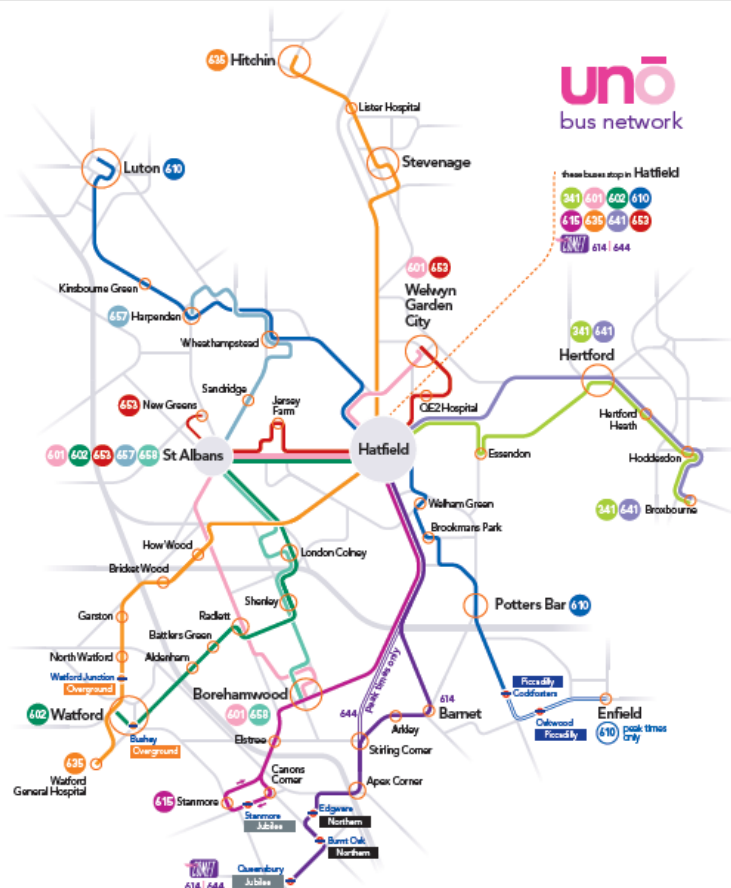 635 Hitchin
unō
bus network
Lister Hospital
Stevenage
Luton 610
these buses stop in Hatfield
341 601 602 610
615 635 641 653
COMET 614 | 644
601 653
Welwyn
Garden
City
Kinsbourne Green
657 Harpenden
Wheathampstead
341 641
Hertford
Sandridge
653 New Greens
Jersey
Farm
QE2 Hospital
Hertford
Heath
601 602 653 657 658 St Albans
Hatfield
Essendon
Hoddesdon
341 641 Broxbourne
Welham Green
Brookmans Park
How Wood
London Colney
Bricket Wood
Shenley
Potters Bar 610
Garston
Radlett
Battlers Green
North Watford
Aldenham
Watford Junction
Overground
Peak times only
Piccadilly
Cockfosters
Borehamwood
601 658
602 Watford
644
614
Barnet
Oakwood
Piccadilly
Enfield
610 peak times
only
Bushey
Overground
Elstree
Arkley
Stirling Corner
635
Watford
General Hospital
Canons
Corner
Apex Corner
615 Stanmore
Stanmore
Jubilee
Edgware
Northern
Burnt Oak
Northern
COMET
614 | 644
Queensbury
Jubilee